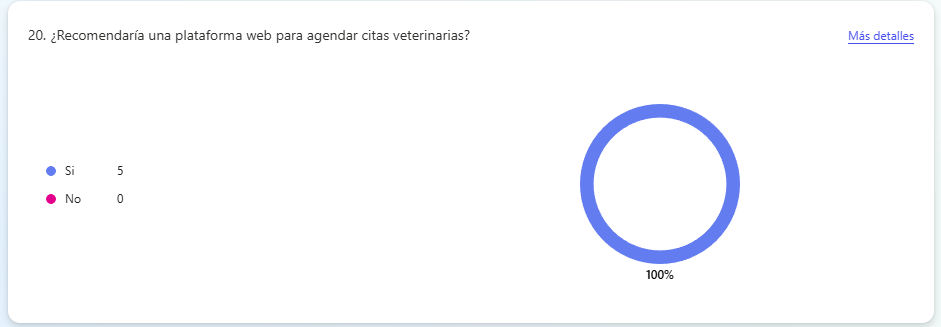 20. ¿Recomendaría una plataforma web para agendar citas veterinarias?
Más detalles
Si 5
No 0
100%